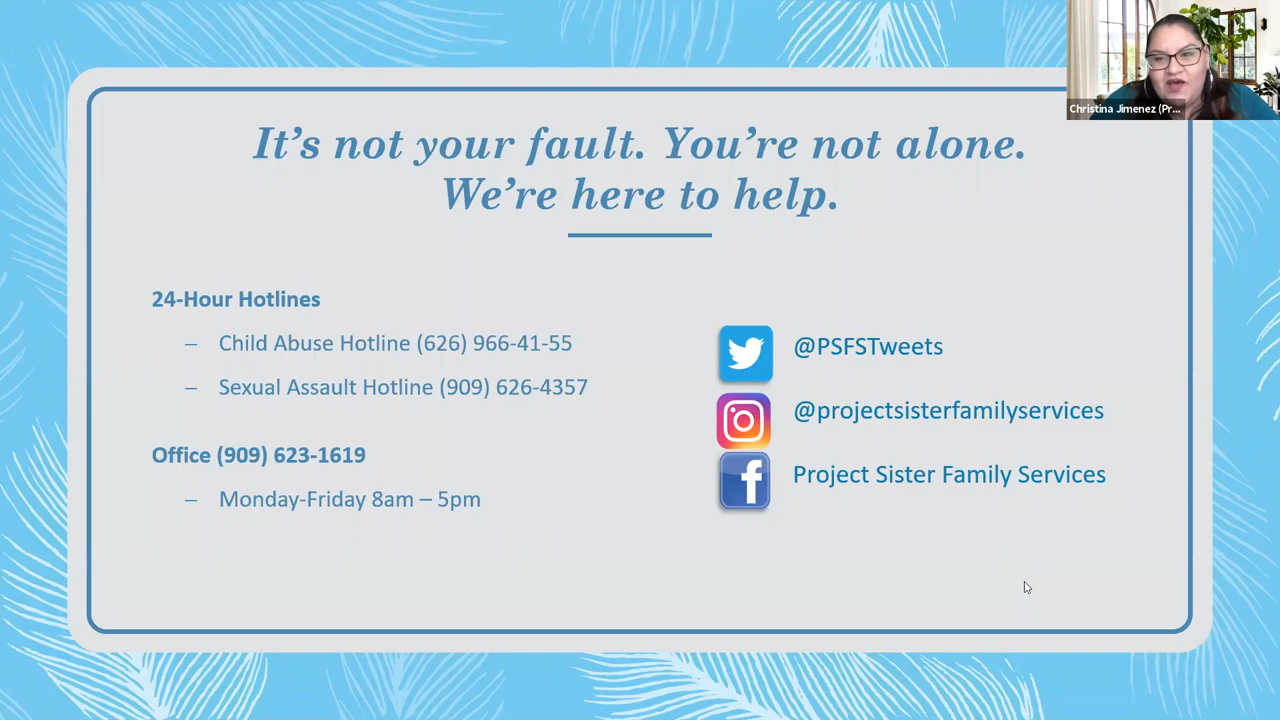 It's not your fault. You're not alone.
We're here to help.
24-Hour Hotlines
– Child Abuse Hotline (626) 966-41-55
– Sexual Assault Hotline (909) 626-4357
Office (909) 623-1619
– Monday-Friday 8am – 5pm
@PSFSTweets
@projectsisterfamilyservices
Project Sister Family Services
Christina Jimenez (Pr...